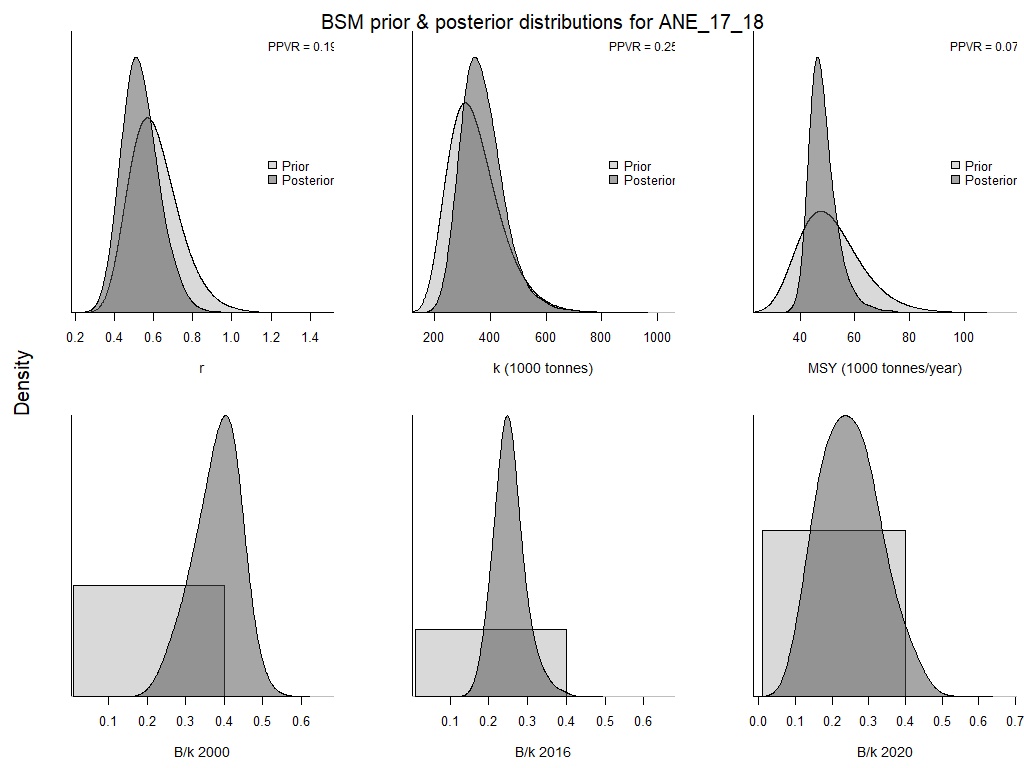 BSM prior & posterior distributions for ANE_17_18
PPVR = 0.19
PPVR = 0.25
PPVR = 0.07
Prior
Posterior
Prior
Posterior
Prior
Posterior
0.2 0.4 0.6 0.8 1.0 1.2 1.4
200 400 600 800 1000
40 60 80 100
r
k (1000 tonnes)
MSY (1000 tonnes/year)
Density
0.1 0.2 0.3 0.4 0.5 0.6
0.1 0.2 0.3 0.4 0.5 0.6
0.0 0.1 0.2 0.3 0.4 0.5 0.6 0.7
B/k 2000
B/k 2016
B/k 2020